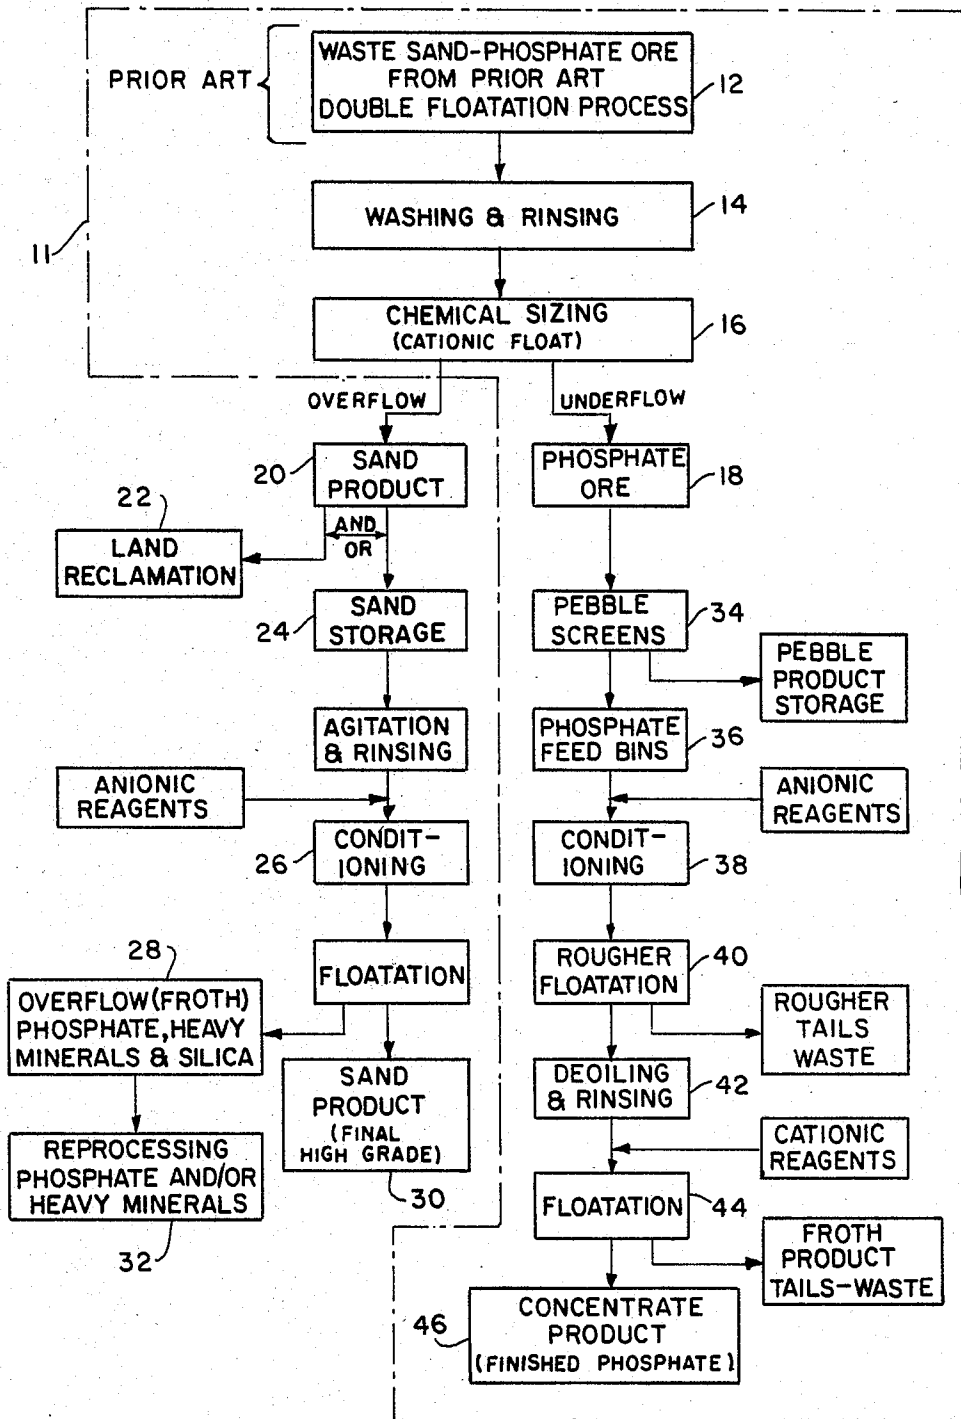 PRIOR ART
WASTE SAND-PHOSPHATE ORE
FROM PRIOR ART
DOUBLE FLOATATION PROCESS
12
WASHING & RINSING
14
11
CHEMICAL SIZING
(CATIONIC FLOAT)
16
OVERFLOW
UNDERFLOW
20
SAND
PRODUCT
PHOSPHATE
ORE
18
22
AND
OR
LAND
RECLAMATION
24
SAND
STORAGE
PEBBLE
SCREENS
34
PEBBLE
PRODUCT
STORAGE
AGITATION
& RINSING
PHOSPHATE
FEED BINS
36
ANIONIC
REAGENTS
ANIONIC
REAGENTS
26
CONDIT-
IONING
CONDIT-
IONING
38
28
FLOATATION
ROUGHER
FLOATATION
40
OVERFLOW (FROTH)
PHOSPHATE, HEAVY
MINERALS & SILICA
ROUGHER
TAILS
WASTE
SAND
PRODUCT
(FINAL
HIGH GRADE)
30
DEOILING
& RINSING
42
REPROCESSING
PHOSPHATE AND/OR
HEAVY MINERALS
32
CATIONIC
REAGENTS
FLOATATION
44
FROTH
PRODUCT
TAILS-WASTE
46
CONCENTRATE
PRODUCT
(FINISHED PHOSPHATE)